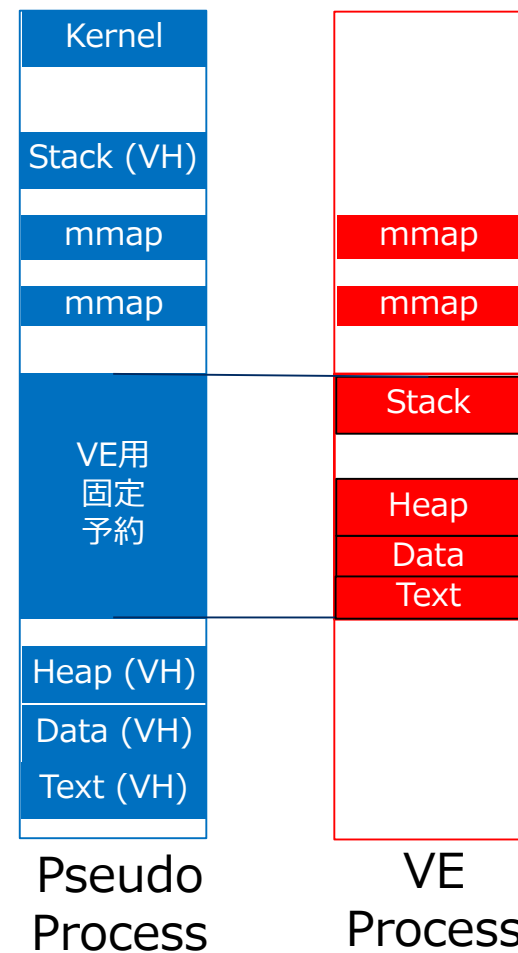 Kernel
Stack (VH)
mmap
mmap
VE用
固定
予約
Heap (VH)
Data (VH)
Text (VH)
Pseudo
Process
mmap
mmap
Stack
Heap
Data
Text
VE
Process